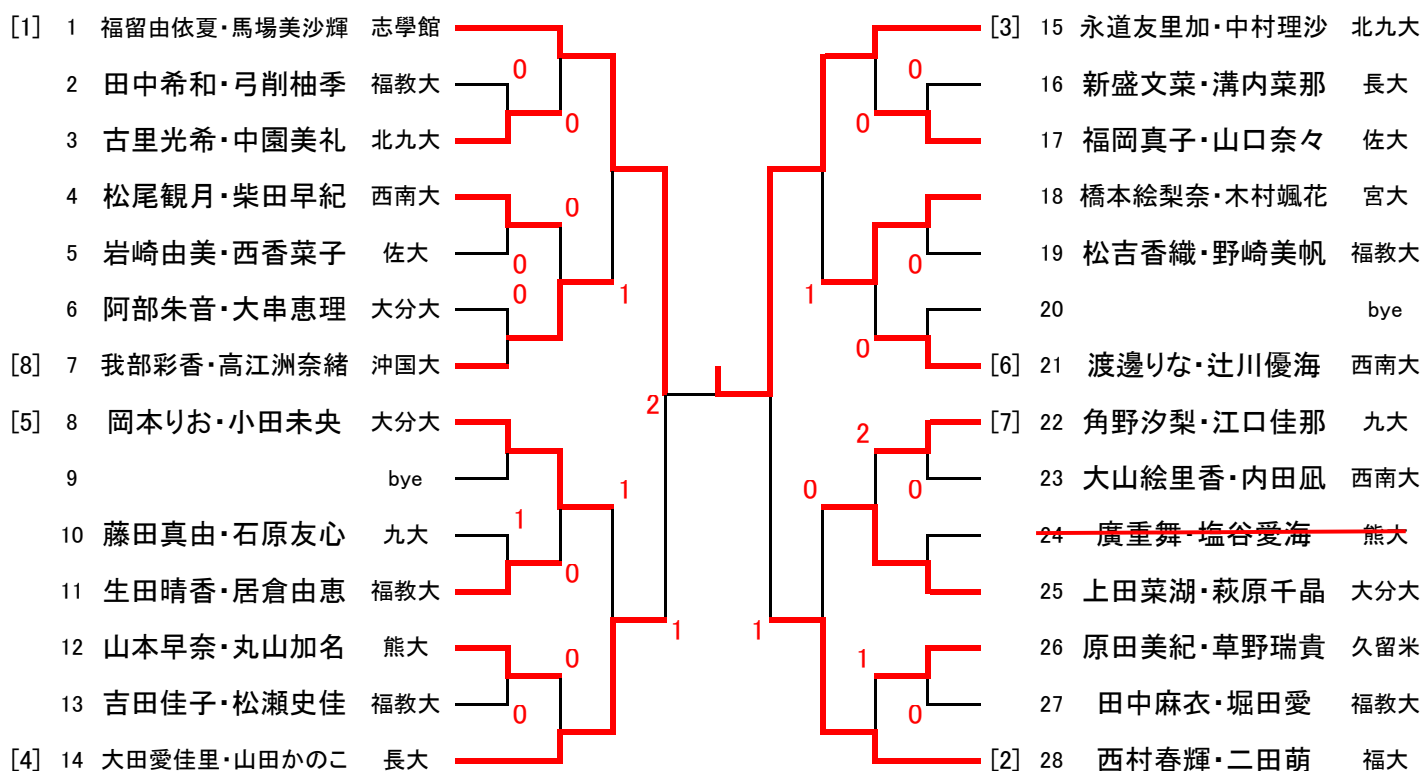 [1] 1 福留由依夏・馬場美沙輝 志學館
0
2 田中希和・弓削柚季 福教大
0
3 古里光希・中園美礼 北九大
4 松尾観月・柴田早紀 西南大
0
5 岩崎由美・西香菜子 佐大
0
0
1
6 阿部朱音・大串恵理 大分大
[8] 7 我部彩香・高江洲奈緒 沖国大
2
[5] 8 岡本りお・小田未央 大分大
9 bye
1
1
10 藤田真由・石原友心 九大
0
11 生田晴香・居倉由恵 福教大
1
12 山本早奈・丸山加名 熊大
0
13 吉田佳子・松瀬史佳 福教大
0
[4] 14 大田愛佳里・山田かのこ 長大
[3] 15 永道友里加・中村理沙 北九大
0
16 新盛文菜・溝内菜那 長大
0
17 福岡真子・山口奈々 佐大
18 橋本絵梨奈・木村颯花 宮大
19 松吉香織・野崎美帆 福教大
0
1
20 bye
0
[6] 21 渡邊りな・辻川優海 西南大
[7] 22 角野汐梨・江口佳那 九大
2
23 大山絵里香・内田凪 西南大
0
0
24 廣重舞・塩谷愛海 熊大
25 上田菜湖・萩原千晶 大分大
1
26 原田美紀・草野瑞貴 久留米
1
27 田中麻衣・堀田愛 福教大
0
[2] 28 西村春輝・二田萌 福大